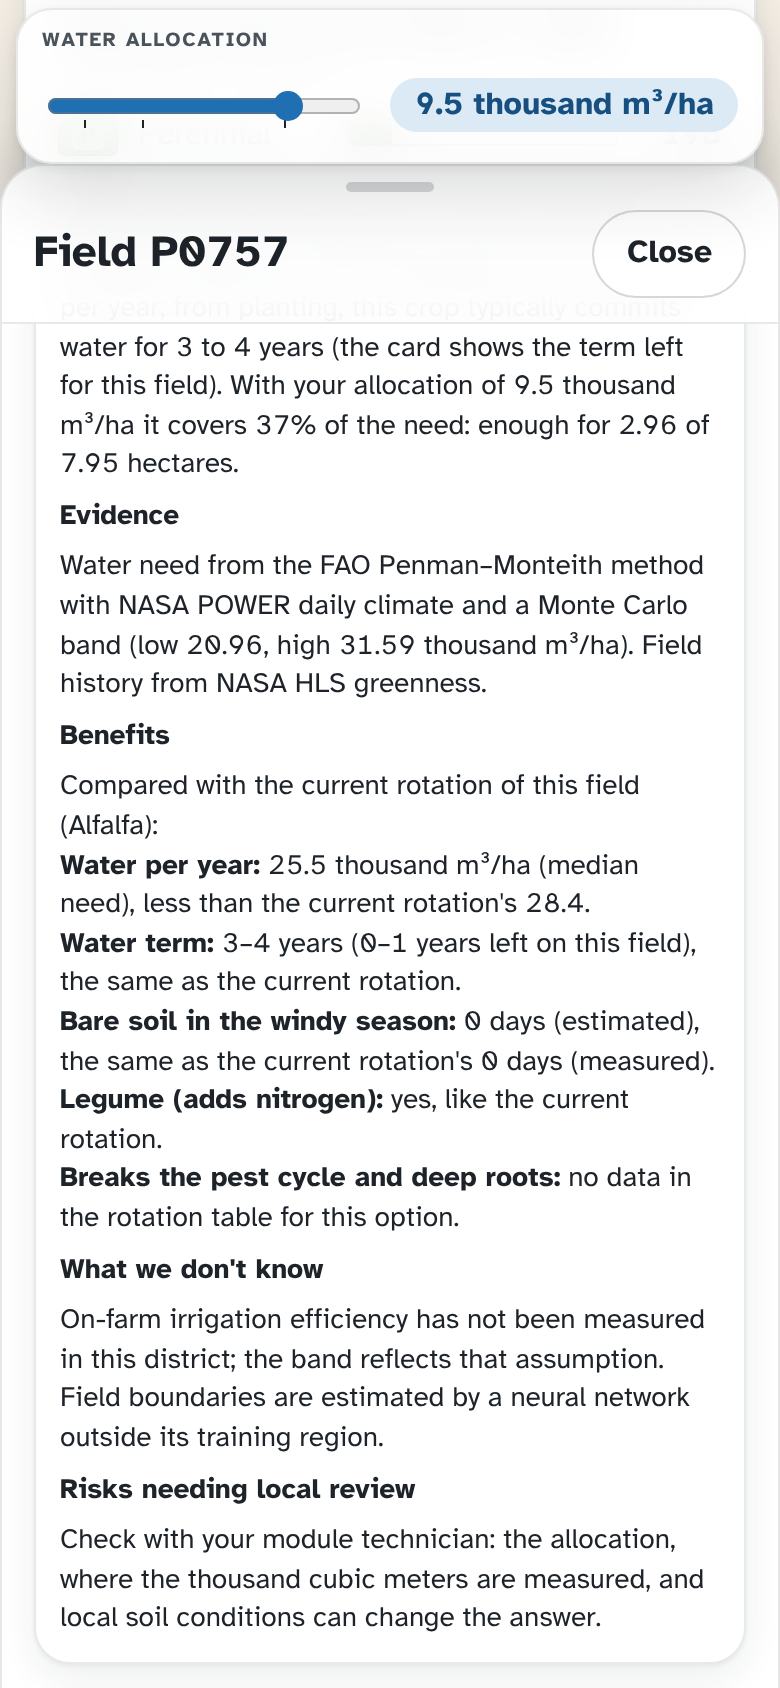 WATER ALLOCATION
9.5 thousand m³/ha
Perennial
Field P0757
Close
per year, from planting, this crop typically commits
water for 3 to 4 years (the card shows the term left
for this field). With your allocation of 9.5 thousand
m³/ha it covers 37% of the need: enough for 2.96 of
7.95 hectares.
Evidence
Water need from the FAO Penman–Monteith method
with NASA POWER daily climate and a Monte Carlo
band (low 20.96, high 31.59 thousand m³/ha). Field
history from NASA HLS greenness.
Benefits
Compared with the current rotation of this field
(Alfalfa):
Water per year: 25.5 thousand m³/ha (median
need), less than the current rotation's 28.4.
Water term: 3–4 years (0–1 years left on this field),
the same as the current rotation.
Bare soil in the windy season: 0 days (estimated),
the same as the current rotation's 0 days (measured).
Legume (adds nitrogen): yes, like the current
rotation.
Breaks the pest cycle and deep roots: no data in
the rotation table for this option.
What we don't know
On-farm irrigation efficiency has not been measured
in this district; the band reflects that assumption.
Field boundaries are estimated by a neural network
outside its training region.
Risks needing local review
Check with your module technician: the allocation,
where the thousand cubic meters are measured, and
local soil conditions can change the answer.